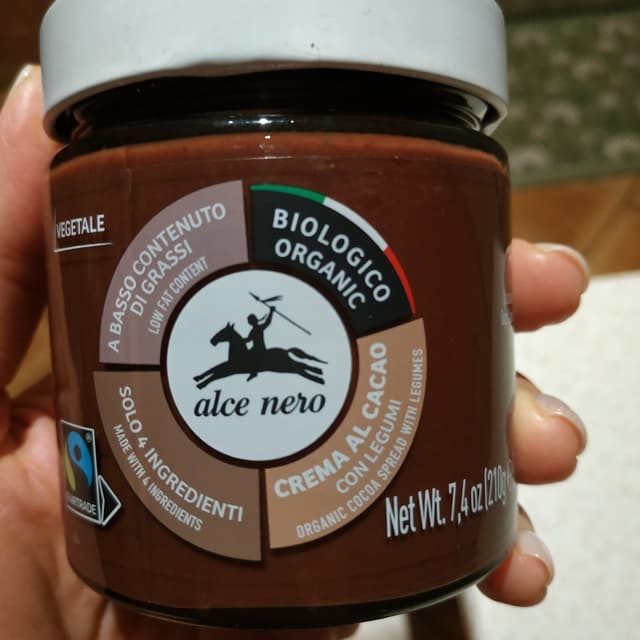 VEGETALE
A BASSO CONTENUTO
DI GRASSI
LOW FAT CONTENT
BIOLOGICO
ORGANIC
alce nero
SOLO 4 INGREDIENTI
MADE WITH 4 INGREDIENTS
CREMA AL CACAO
CON LEGUMI
ORGANIC COCOA SPREAD WITH LEGUMES
Net Wt. 7,4 oz (210g